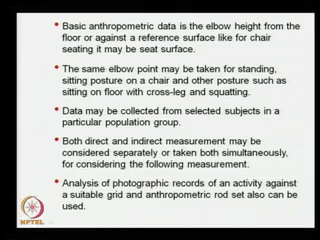 • Basic anthropometric data is the elbow height from the
floor or against a reference surface like for chair
seating it may be seat surface.
• The same elbow point may be taken for standing,
sitting posture on a chair and other posture such as
sitting on floor with cross-leg and squatting.
• Data may be collected from selected subjects in a
particular population group.
• Both direct and indirect measurement may be
considered separately or taken both simultaneously,
for considering the following measurement.
• Analysis of photographic records of an activity against
a suitable grid and anthropometric rod set also can be
used.
NPTEL